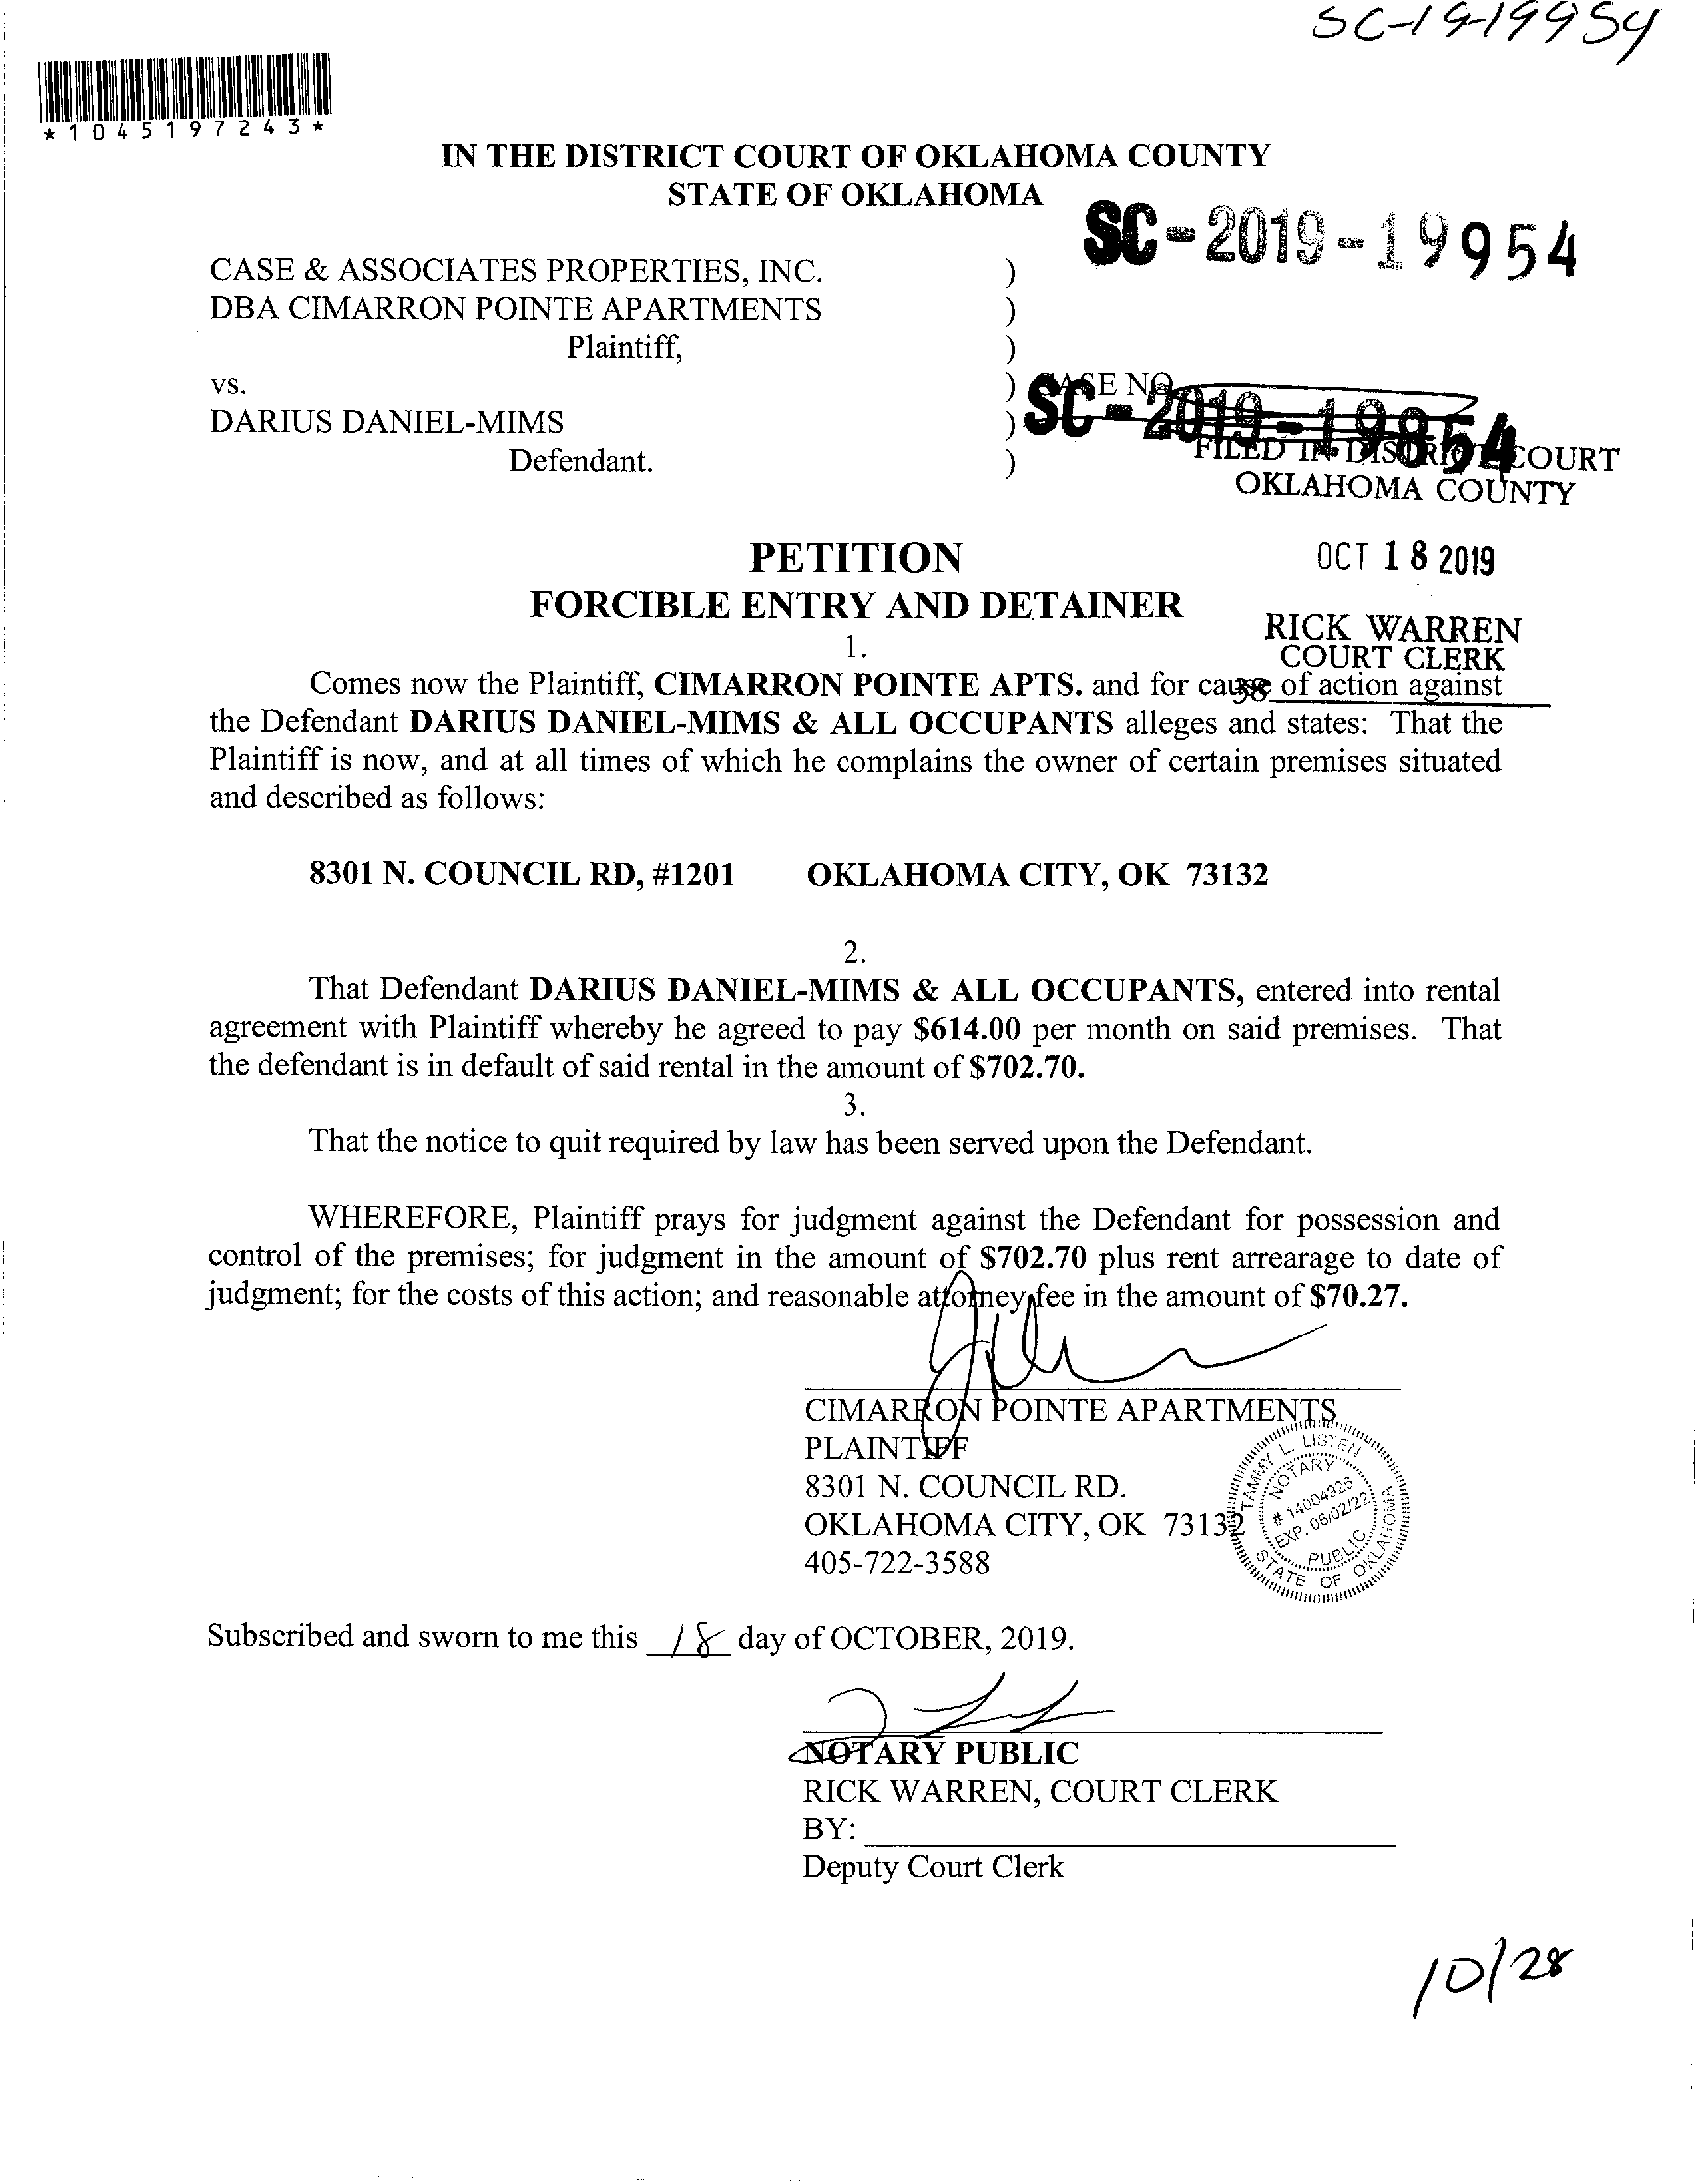 SC-19-19954
*1045197243*
IN THE DISTRICT COURT OF OKLAHOMA COUNTY
STATE OF OKLAHOMA
SC-2019-19954
CASE & ASSOCIATES PROPERTIES, INC. )
DBA CIMARRON POINTE APARTMENTS )
Plaintiff, )
vs. ) CASE NO.
SC-2019-19854
DARIUS DANIEL-MIMS )
Defendant. )
FILED IN DISTRICT COURT
OKLAHOMA COUNTY
PETITION
OCT 18 2019
FORCIBLE ENTRY AND DETAINER
RICK WARREN
COURT CLERK
1.
38
Comes now the Plaintiff, CIMARRON POINTE APTS. and for cause of action against
the Defendant DARIUS DANIEL-MIMS & ALL OCCUPANTS alleges and states: That the
Plaintiff is now, and at all times of which he complains the owner of certain premises situated
and described as follows:
8301 N. COUNCIL RD, #1201 OKLAHOMA CITY, OK 73132
2.
That Defendant DARIUS DANIEL-MIMS & ALL OCCUPANTS, entered into rental
agreement with Plaintiff whereby he agreed to pay $614.00 per month on said premises. That
the defendant is in default of said rental in the amount of $702.70.
3.
That the notice to quit required by law has been served upon the Defendant.
WHEREFORE, Plaintiff prays for judgment against the Defendant for possession and
control of the premises; for judgment in the amount of $702.70 plus rent arrearage to date of
judgment; for the costs of this action; and reasonable attorney fee in the amount of $70.27.
CIMARRON POINTE APARTMENTS
PLAINTIFF
8301 N. COUNCIL RD.
OKLAHOMA CITY, OK 73132
405-722-3588
TAMMY L. LISTEN
NOTARY
# 14004926
EXP. 06/02/22
PUBLIC
STATE OF OKLAHOMA
Subscribed and sworn to me this 18 day of OCTOBER, 2019.
NOTARY PUBLIC
RICK WARREN, COURT CLERK
BY:
Deputy Court Clerk
10/28